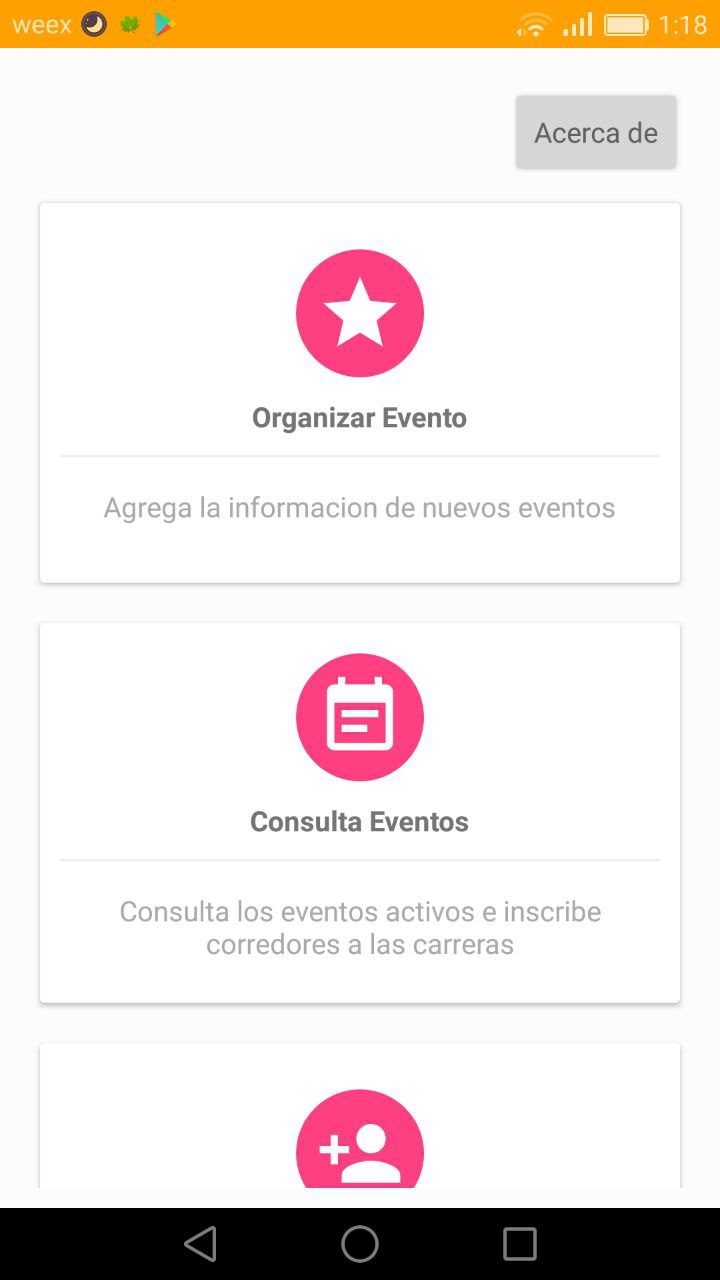 weex 1:18
Acerca de
Organizar Evento
Agrega la informacion de nuevos eventos
Consulta Eventos
Consulta los eventos activos e inscribe
corredores a las carreras